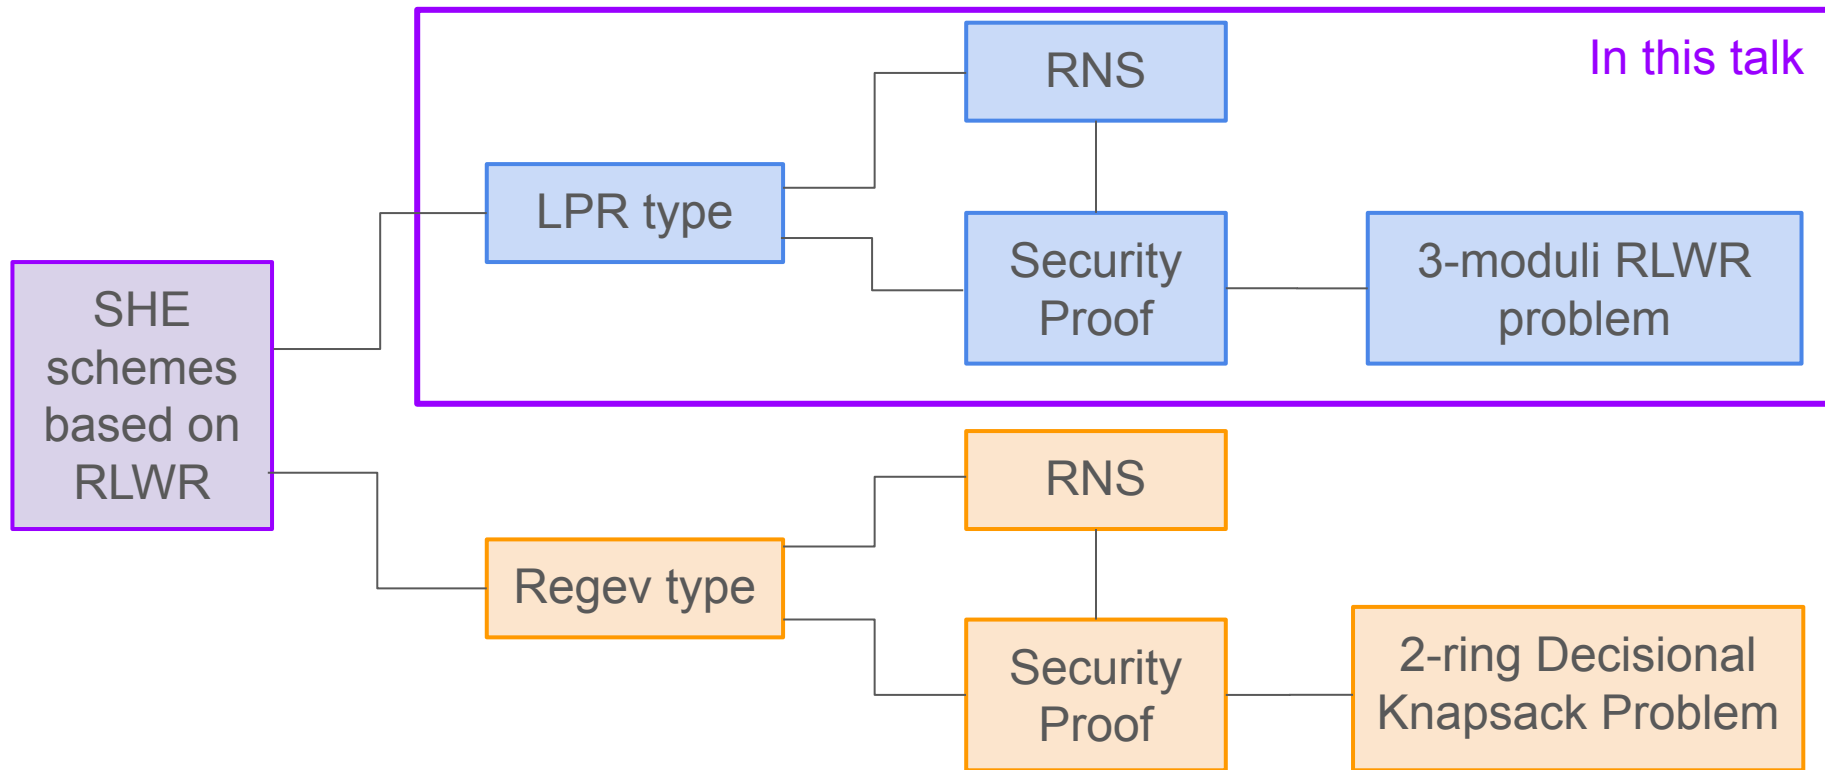 In this talk
RNS
LPR type
Security
Proof
3-moduli RLWR
problem
SHE
schemes
based on
RLWR
RNS
Regev type
Security
Proof
2-ring Decisional
Knapsack Problem